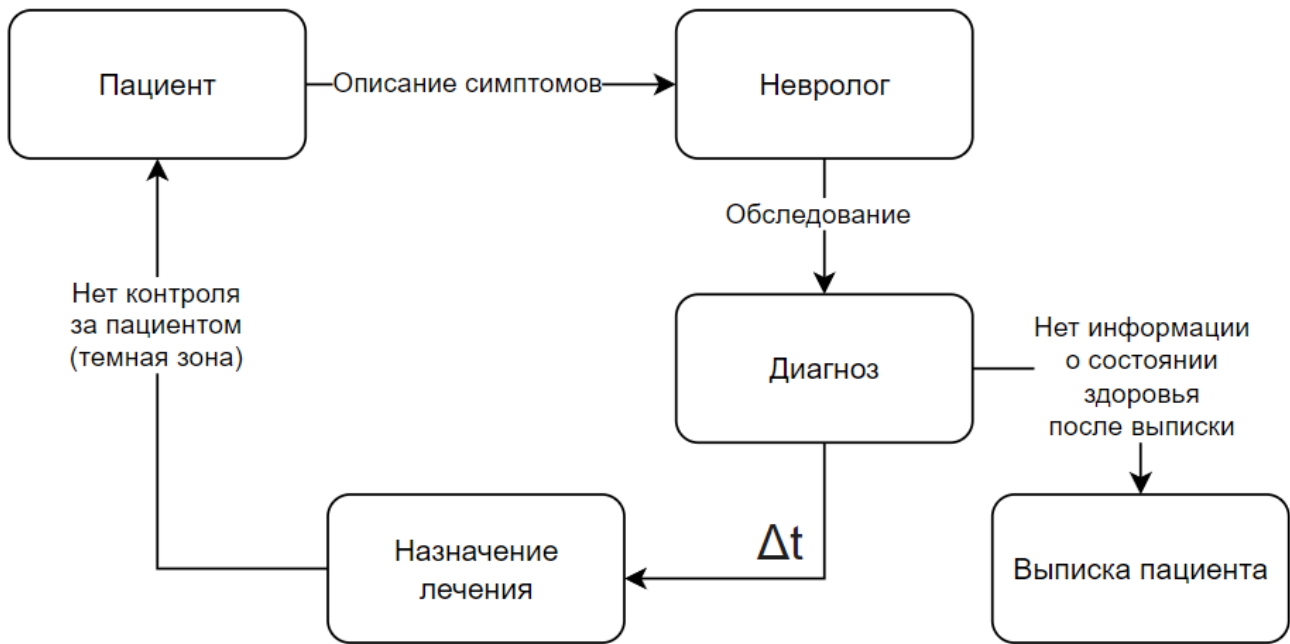 Пациент
Описание симптомов
Невролог
Обследование
Нет контроля
за пациентом
(темная зона)
Диагноз
Нет информации
о состоянии
здоровья
после выписки
Назначение
лечения
Δt
Выписка пациента